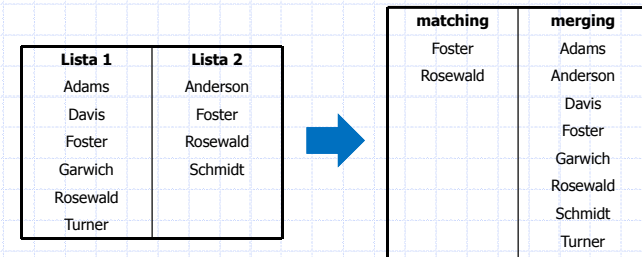 Lista 1 Lista 2
Adams Anderson
Davis Foster
Foster Rosewald
Garwich Schmidt
Rosewald
Turner
matching merging
Foster Adams
Rosewald Anderson
Davis
Foster
Garwich
Rosewald
Schmidt
Turner